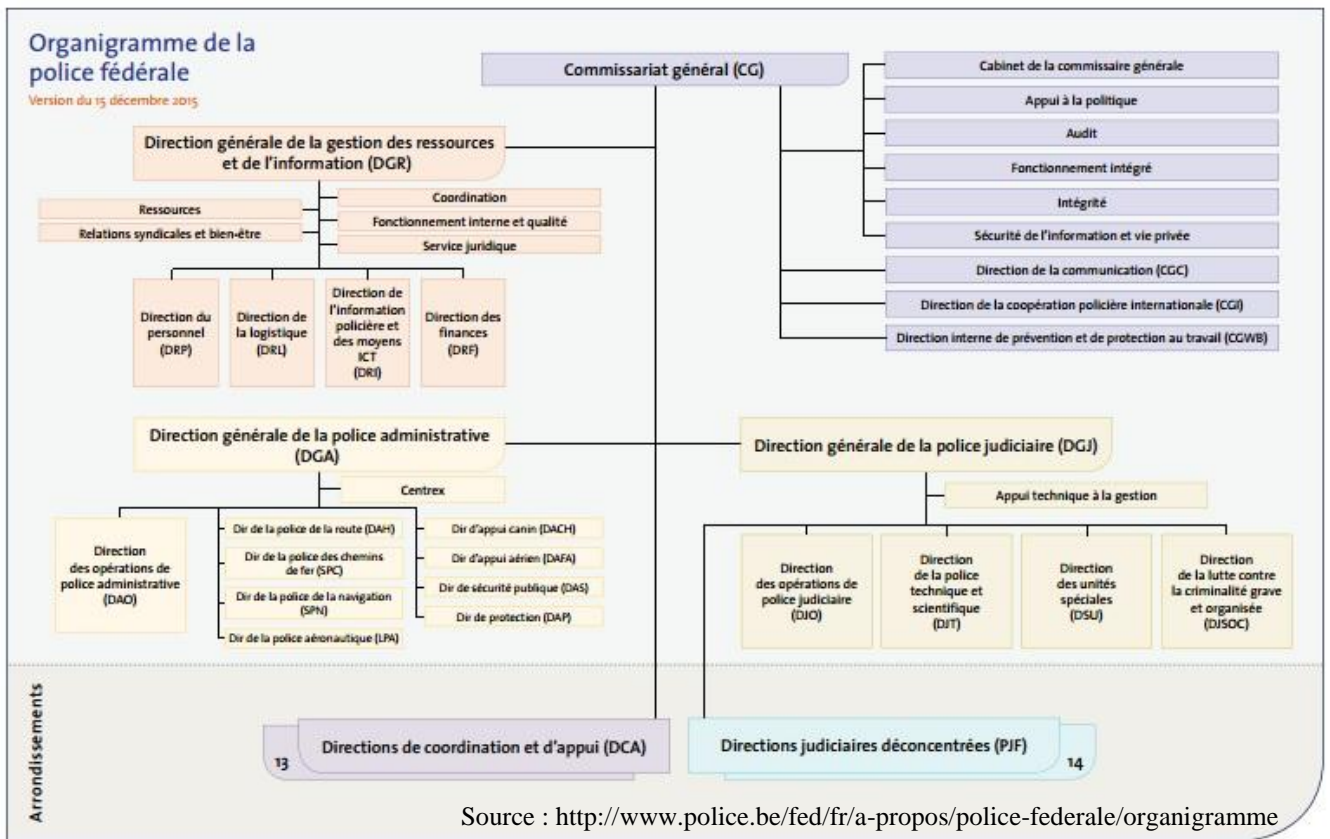 Organigramme de la
police fédérale
Version du 15 décembre 2015
Commissariat général (CG)
Cabinet de la commissaire générale
Appui à la politique
Audit
Fonctionnement intégré
Intégrité
Sécurité de l'information et vie privée
Direction de la communication (CGC)
Direction de la coopération policière internationale (CGI)
Direction interne de prévention et de protection au travail (CGWB)
Direction générale de la gestion des ressources
et de l'information (DGR)
Ressources
Relations syndicales et bien-être
Coordination
Fonctionnement interne et qualité
Service juridique
Direction du
personnel
(DRP)
Direction de
la logistique
(DRL)
Direction de
l'information
policière et
des moyens
ICT
(DRI)
Direction des
finances
(DRF)
Direction générale de la police administrative
(DGA)
Centrex
Direction
des opérations de
police administrative
(DAO)
Dir de la police de la route (DAH)
Dir de la police des chemins
de fer (SPC)
Dir de la police de la navigation
(SPN)
Dir de la police aéronautique (LPA)
Dir d'appui canin (DACH)
Dir d'appui aérien (DAFA)
Dir de sécurité publique (DAS)
Dir de protection (DAP)
Direction générale de la police judiciaire (DGJ)
Appui technique à la gestion
Direction
des opérations de
police judiciaire
(DJO)
Direction
de la police
technique et
scientifique
(DJT)
Direction
des unités
spéciales
(DSU)
Direction
de la lutte contre
la criminalité grave
et organisée
(DJSOC)
Arrondissements
Directions de coordination et d'appui (DCA)
13
Directions judiciaires déconcentrées (PJF)
14
Source : http://www.police.be/fed/fr/a-propos/police-federale/organigramme